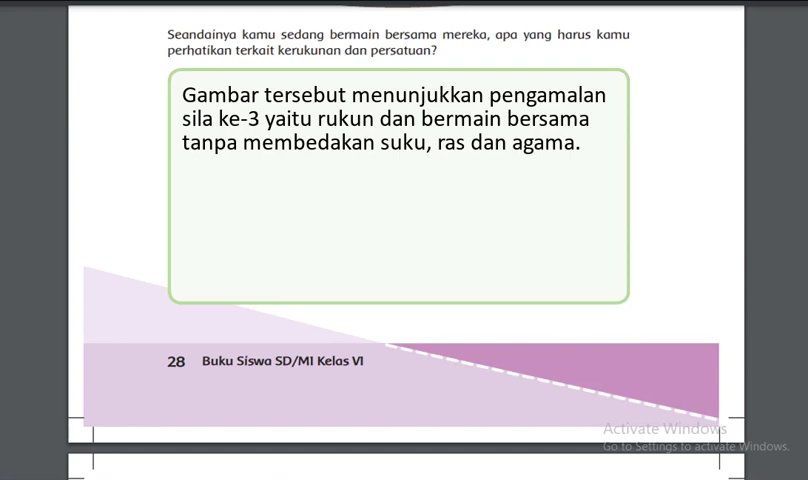 Seandainya kamu sedang bermain bersama mereka, apa yang harus kamu
perhatikan terkait kerukunan dan persatuan?
Gambar tersebut menunjukkan pengamalan
sila ke-3 yaitu rukun dan bermain bersama
tanpa membedakan suku, ras dan agama.
28 Buku Siswa SD/MI Kelas VI
Activate Windows
Go to Settings to activate Windows.